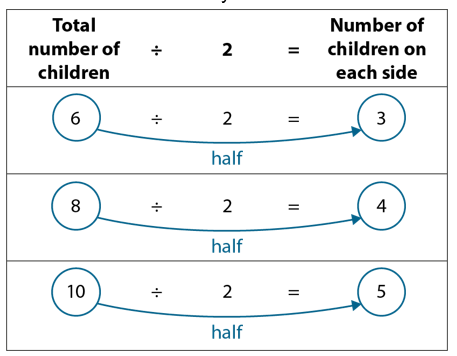 Total number of children ÷ 2 = Number of children on each side
6 ÷ 2 = 3
half
8 ÷ 2 = 4
half
10 ÷ 2 = 5
half